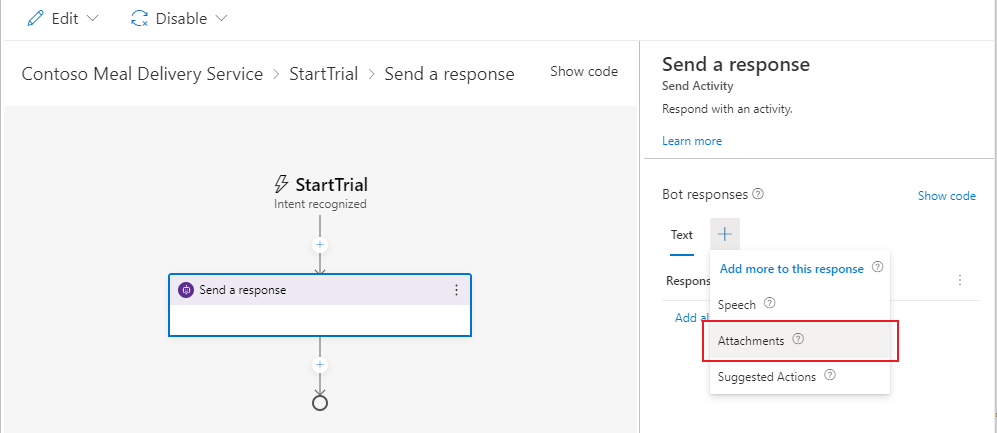 Edit
Disable
Contoso Meal Delivery Service > StartTrial > Send a response
Show code
StartTrial
Intent recognized
Send a response
Send a response
Send Activity
Respond with an activity.
Learn more
Bot responses
Show code
Text
Add more to this response
Speech
Attachments
Suggested Actions
Add